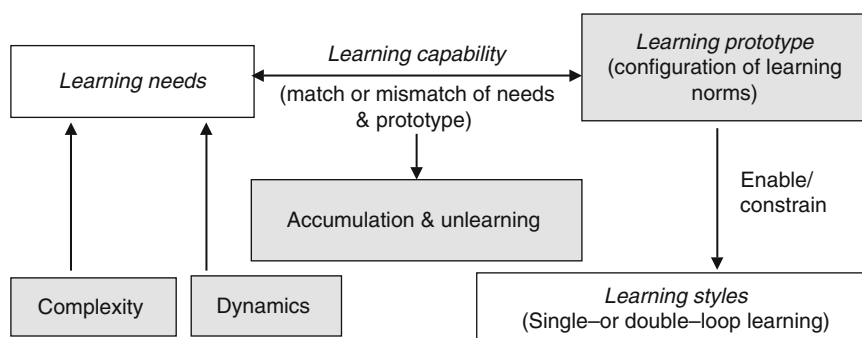 Learning needs
Learning capability
(match or mismatch of needs
& prototype)
Learning prototype
(configuration of learning
norms)
Accumulation & unlearning
Enable/
constrain
Complexity
Dynamics
Learning styles
(Single–or double–loop learning)